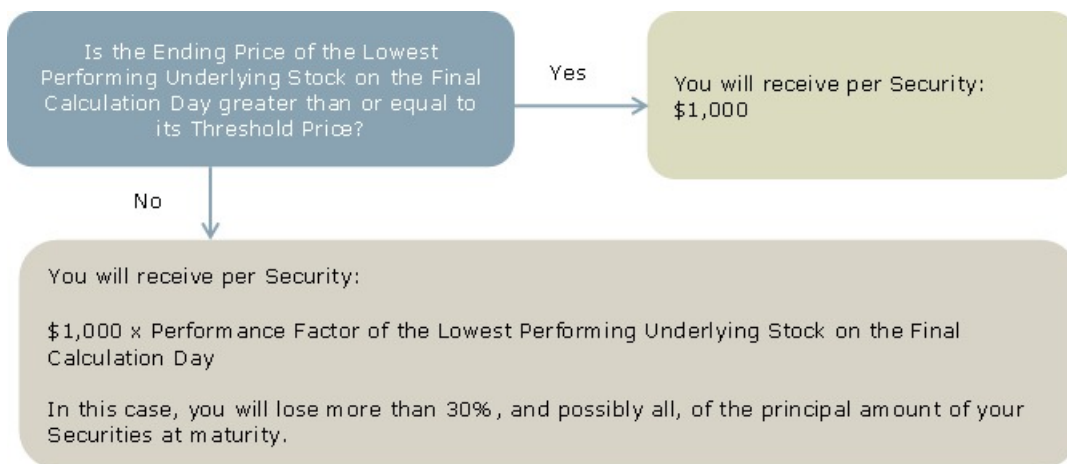 Is the Ending Price of the Lowest
Performing Underlying Stock on the Final
Calculation Day greater than or equal to
its Threshold Price?
Yes
You will receive per Security:
$1,000
No
You will receive per Security:
$1,000 x Performance Factor of the Lowest Performing Underlying Stock on the Final
Calculation Day
In this case, you will lose more than 30%, and possibly all, of the principal amount of your
Securities at maturity.